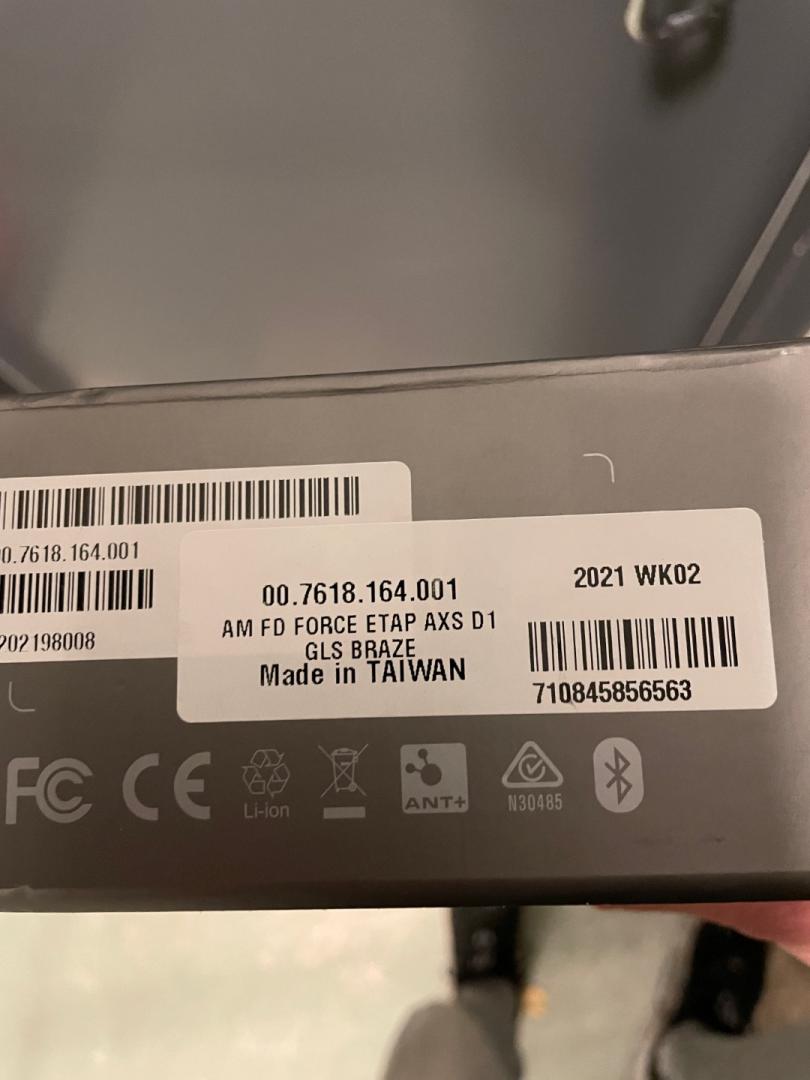 00.7618.164.001
202198008
00.7618.164.001
AM FD FORCE ETAP AXS D1
GLS BRAZE
Made in TAIWAN
2021 WK02
710845856563
FC CE
Li-ion
ANT+
N30485